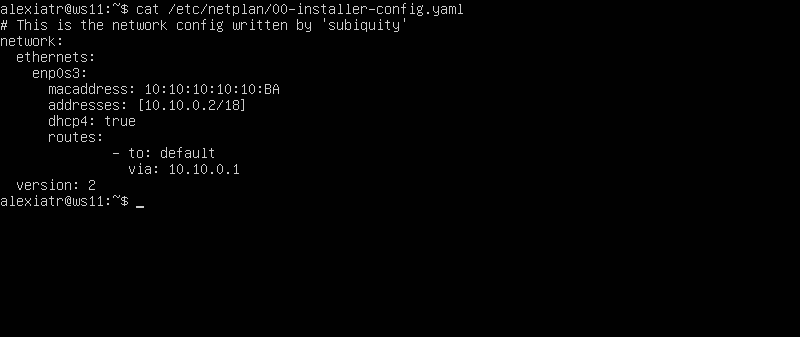 alexiatr@ws11:~$ cat /etc/netplan/00-installer-config.yaml
# This is the network config written by 'subiquity'
network:
  ethernets:
    enp0s3:
      macaddress: 10:10:10:10:10:BA
      addresses: [10.10.0.2/18]
      dhcp4: true
      routes:
              - to: default
                via: 10.10.0.1
  version: 2
alexiatr@ws11:~$ _